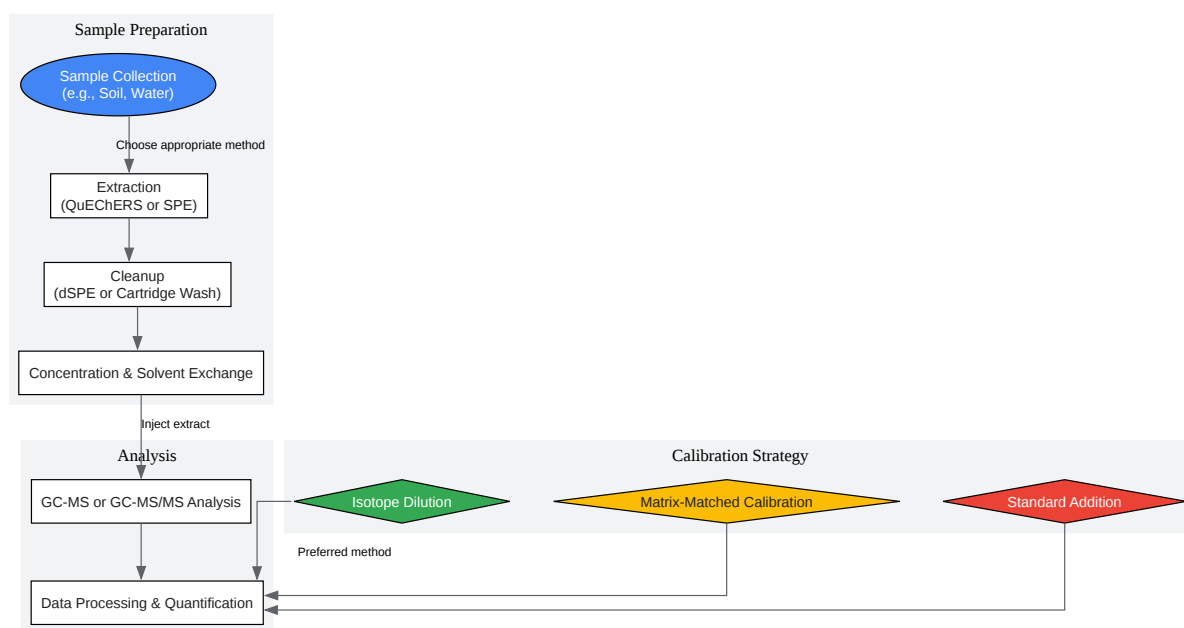 Sample Preparation
Sample Collection
(e.g., Soil, Water)
Choose appropriate method
Extraction
(QuEChERS or SPE)
Cleanup
(dSPE or Cartridge Wash)
Concentration & Solvent Exchange
Inject extract
Analysis
GC-MS or GC-MS/MS Analysis
Calibration Strategy
Isotope Dilution
Matrix-Matched Calibration
Standard Addition
Preferred method
Data Processing & Quantification